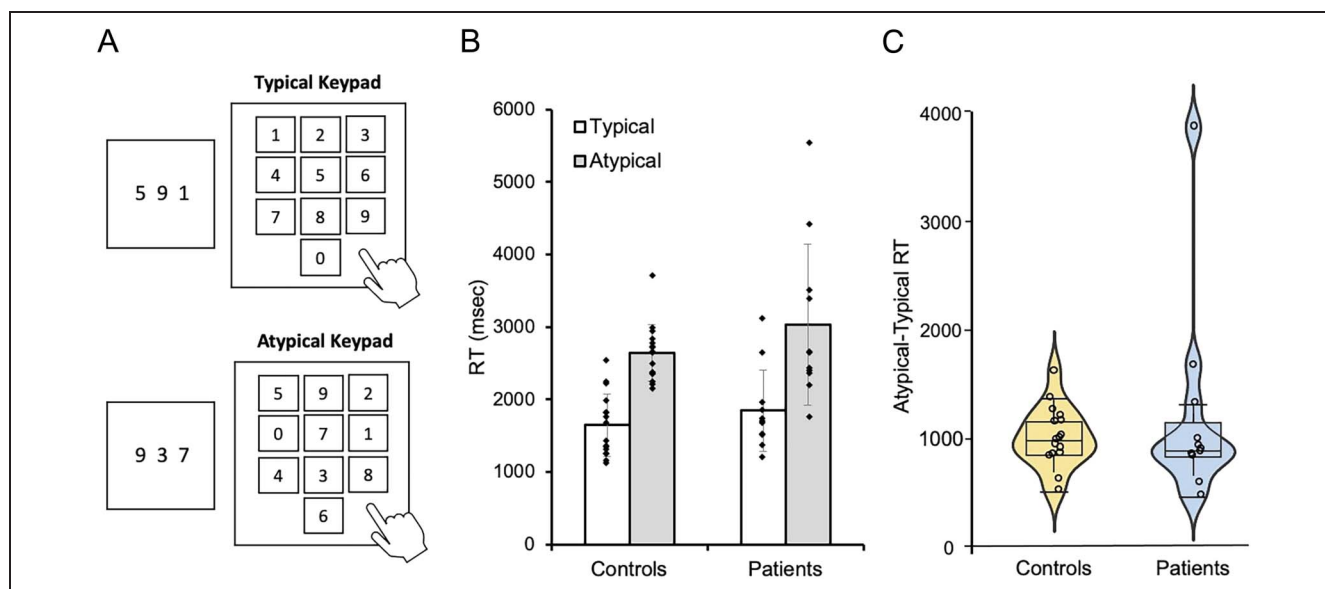 A
Typical Keypad
5 9 1
1 2 3
4 5 6
7 8 9
0
Atypical Keypad
9 3 7
5 9 2
0 7 1
4 3 8
6
B
RT (msec)
6000
5000
4000
3000
2000
1000
0
Typical
Atypical
Controls Patients
C
Atypical-Typical RT
4000
3000
2000
1000
0
Controls Patients